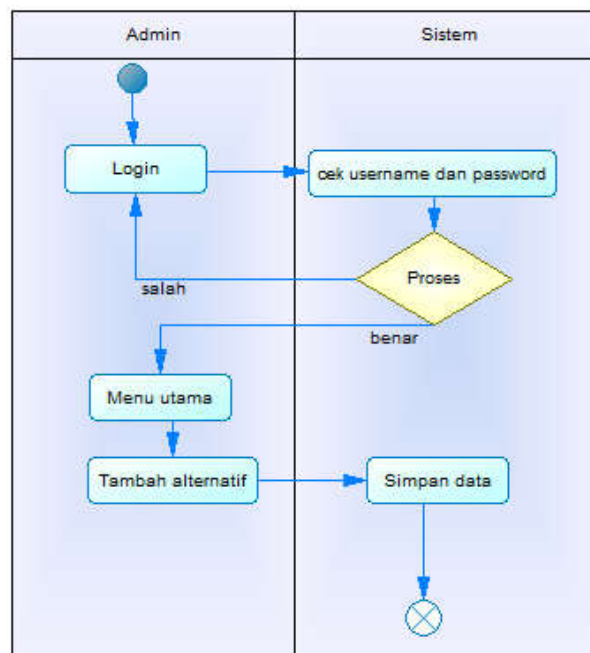 Admin
Sistem
Login
cek username dan password
Proses
salah
benar
Menu utama
Tambah alternatif
Simpan data